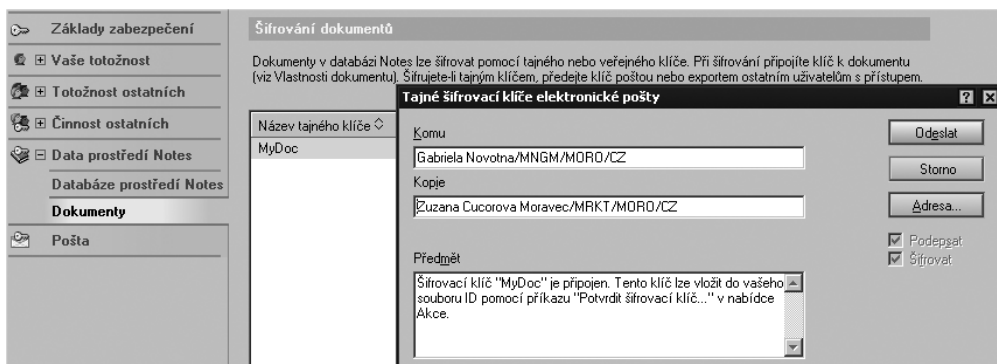 Základy zabezpečení
Vaše totožnost
Totožnost ostatních
Činnost ostatních
Data prostředí Notes
Databáze prostředí Notes
Dokumenty
Pošta
Šifrování dokumentů
Dokumenty v databázi Notes lze šifrovat pomocí tajného nebo veřejného klíče. Při šifrování připojíte klíč k dokumentu
(viz Vlastnosti dokumentu). Šifrujete-li tajným klíčem, předejte klíč poštou nebo exportem ostatním uživatelům s přístupem.
Název tajného klíče
MyDoc
Tajné šifrovací klíče elektronické pošty
Komu
Gabriela Novotna/MNGM/MORO/CZ
Kopie
Zuzana Cucorova Moravec/MRKT/MORO/CZ
Předmět
Šifrovací klíč "MyDoc" je připojen. Tento klíč lze vložit do vašeho
souboru ID pomocí příkazu "Potvrdit šifrovací klíč..." v nabídce
Akce.
Odeslat
Storno
Adresa...
Podepsat
Šifrovat